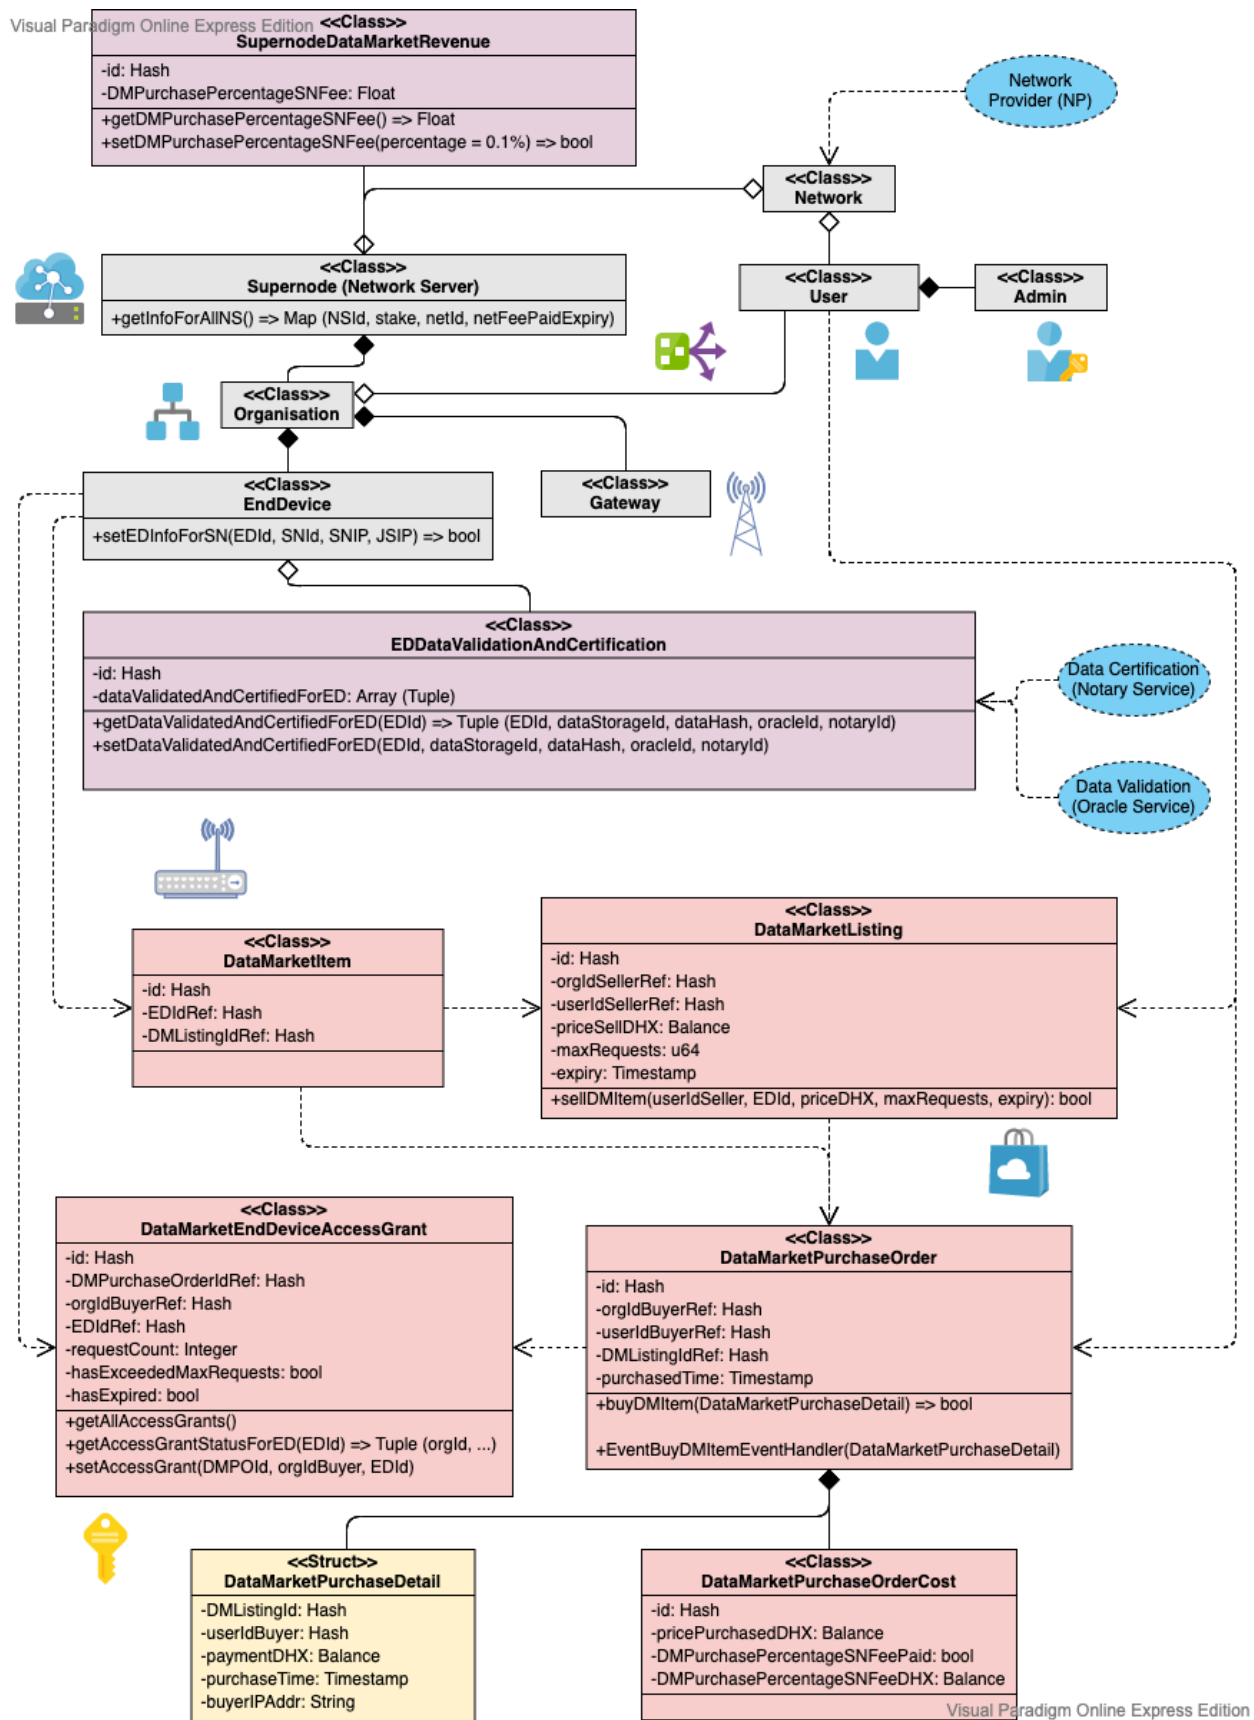 Visual Paradigm Online Express Edition
<<Class>>
SupernodeDataMarketRevenue
-id: Hash
-DMPurchasePercentageSNFee: Float
+getDMPurchasePercentageSNFee() => Float
+setDMPurchasePercentageSNFee(percentage = 0.1%) => bool
Network
Provider (NP)
<<Class>>
Network
<<Class>>
Supernode (Network Server)
+getInfoForAllNS() => Map (NSId, stake, netId, netFeePaidExpiry)
<<Class>>
User
<<Class>>
Admin
<<Class>>
Organisation
<<Class>>
EndDevice
+setEDInfoForSN(EDId, SNId, SNIP, JSIP) => bool
<<Class>>
Gateway
<<Class>>
EDDataValidationAndCertification
-id: Hash
-dataValidatedAndCertifiedForED: Array (Tuple)
+getDataValidatedAndCertifiedForED(EDId) => Tuple (EDId, dataStorageId, dataHash, oracleId, notaryId)
+setDataValidatedAndCertifiedForED(EDId, dataStorageId, dataHash, oracleId, notaryId)
Data Certification
(Notary Service)
Data Validation
(Oracle Service)
<<Class>>
DataMarketItem
-id: Hash
-EDIdRef: Hash
-DMListingIdRef: Hash
<<Class>>
DataMarketListing
-id: Hash
-orgIdSellerRef: Hash
-userIdSellerRef: Hash
-priceSellDHX: Balance
-maxRequests: u64
-expiry: Timestamp
+sellDMItem(userIdSeller, EDId, priceDHX, maxRequests, expiry): bool
<<Class>>
DataMarketEndDeviceAccessGrant
-id: Hash
-DMPurchaseOrderIdRef: Hash
-orgIdBuyerRef: Hash
-EDIdRef: Hash
-requestCount: Integer
-hasExceededMaxRequests: bool
-hasExpired: bool
+getAllAccessGrants()
+getAccessGrantStatusForED(EDId) => Tuple (orgId, ...)
+setAccessGrant(DMPOId, orgIdBuyer, EDId)
<<Class>>
DataMarketPurchaseOrder
-id: Hash
-orgIdBuyerRef: Hash
-userIdBuyerRef: Hash
-DMListingIdRef: Hash
-purchasedTime: Timestamp
+buyDMItem(DataMarketPurchaseDetail) => bool
+EventBuyDMItemEventHandler(DataMarketPurchaseDetail)
<<Struct>>
DataMarketPurchaseDetail
-DMListingId: Hash
-userIdBuyer: Hash
-paymentDHX: Balance
-purchaseTime: Timestamp
-buyerIPAddr: String
<<Class>>
DataMarketPurchaseOrderCost
-id: Hash
-pricePurchasedDHX: Balance
-DMPurchasePercentageSNFeePaid: bool
-DMPurchasePercentageSNFeeDHX: Balance
Visual Paradigm Online Express Edition